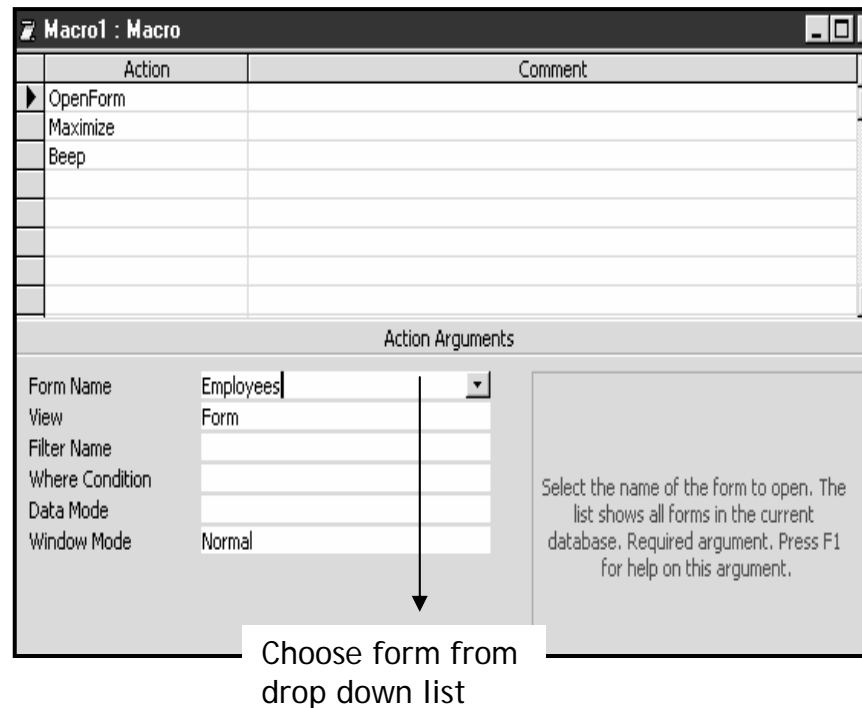 Macro1 : Macro
Action Comment
OpenForm
Maximize
Beep
Action Arguments
Form Name Employees
View Form
Filter Name
Where Condition
Data Mode
Window Mode Normal
Select the name of the form to open. The
list shows all forms in the current
database. Required argument. Press F1
for help on this argument.
Choose form from
drop down list